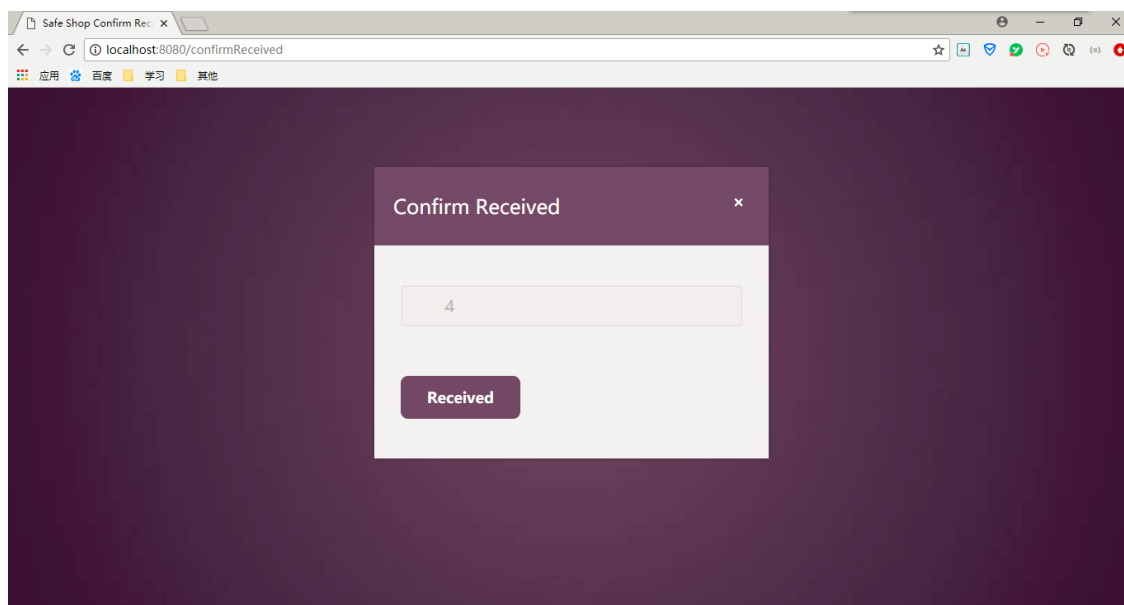 Safe Shop Confirm Rec
localhost:8080/confirmReceived
应用 百度 学习 其他
Confirm Received ×
4
Received